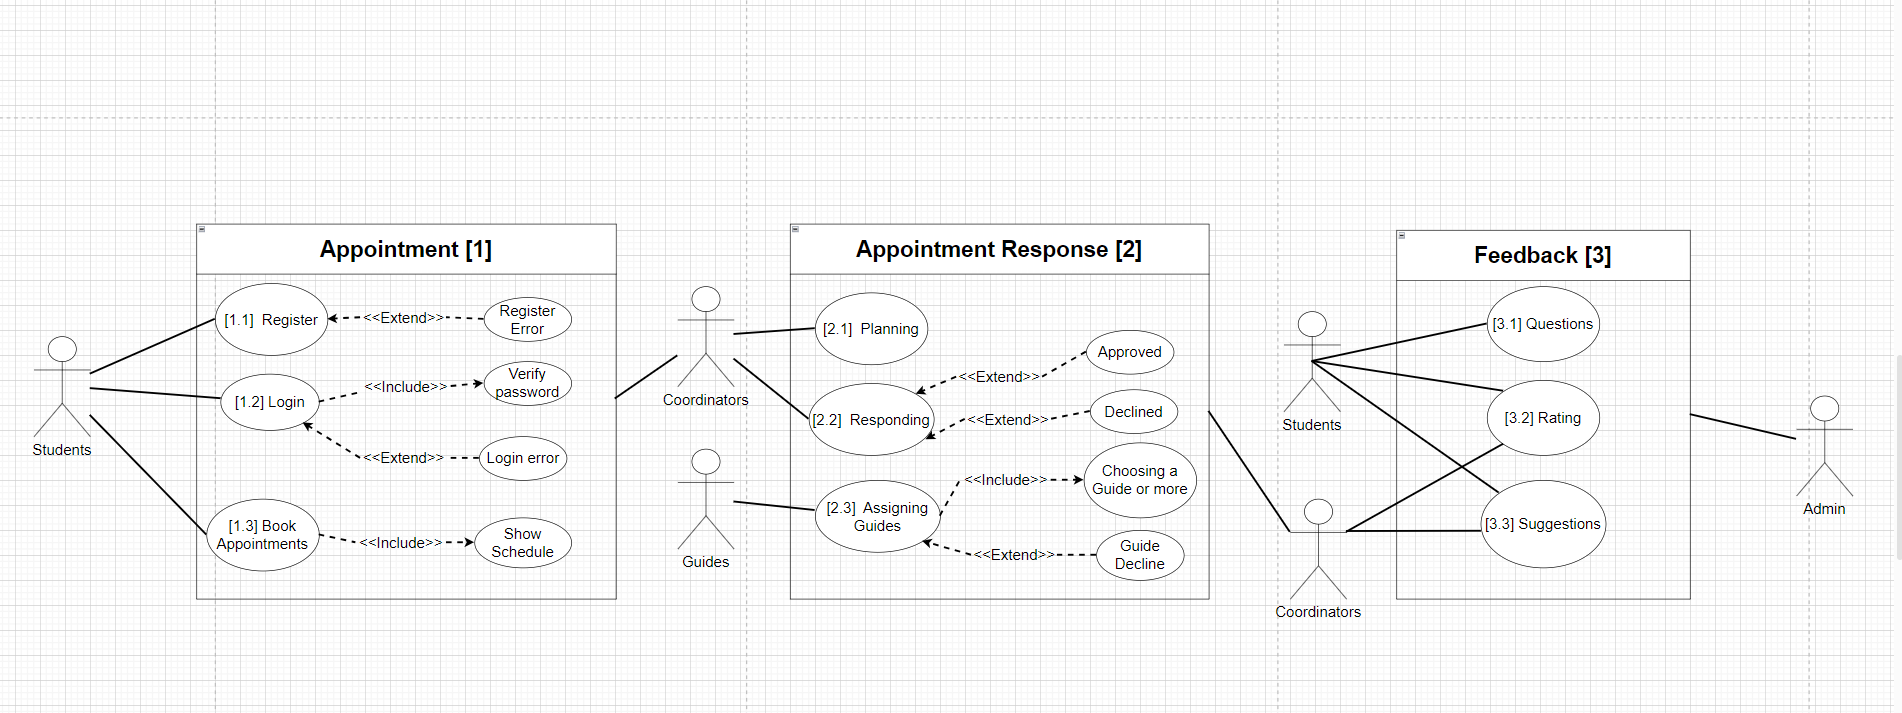 Appointment [1]
[1.1]  Register
<<Extend>>
Register
Error
[1.2] Login
<<Include>>
Verify
password
<<Extend>>
Login error
[1.3] Book
Appointments
<<Include>>
Show
Schedule
Students
Coordinators
Guides
Appointment Response [2]
[2.1]  Planning
[2.2]  Responding
<<Extend>>
Approved
<<Extend>>
Declined
[2.3]  Assigning
Guides
<<Include>>
Choosing a
Guide or more
<<Extend>>
Guide
Decline
Students
Coordinators
Feedback [3]
[3.1] Questions
[3.2] Rating
[3.3] Suggestions
Admin